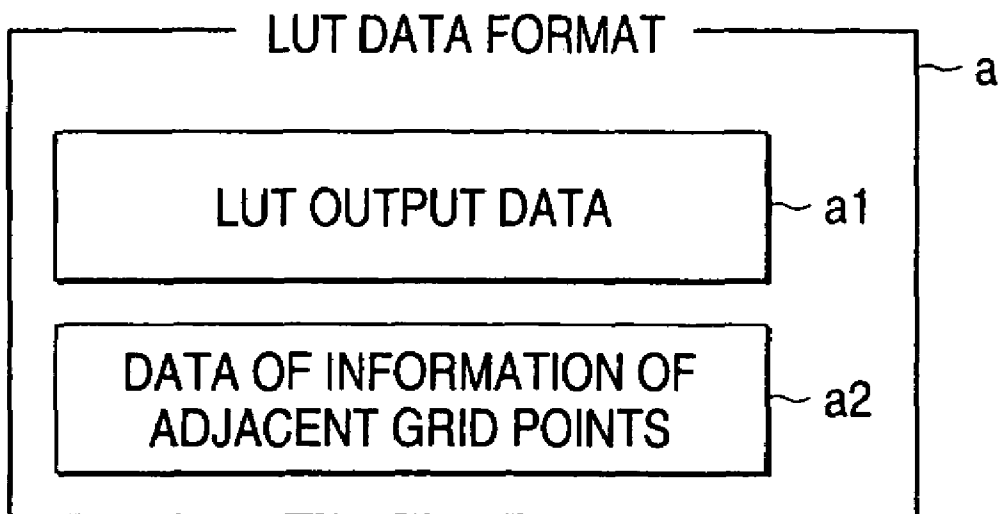 LUT DATA FORMAT
a
LUT OUTPUT DATA
a1
DATA OF INFORMATION OF
ADJACENT GRID POINTS
a2